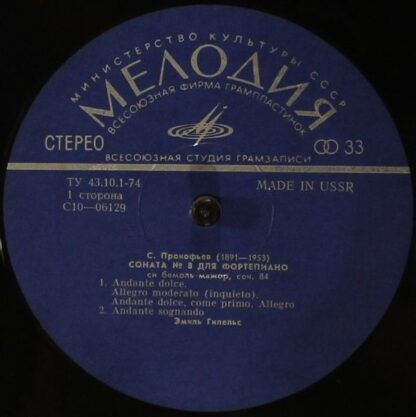 МИНИСТЕРСТВО КУЛЬТУРЫ СССР
МЕЛОДИЯ
ВСЕСОЮЗНАЯ ФИРМА ГРАМПЛАСТИНОК
СТЕРЕО
33
ВСЕСОЮЗНАЯ СТУДИЯ ГРАМЗАПИСИ
ТУ 43.10.1-74
MADE IN USSR
1 сторона
С10—06129
С. Прокофьев (1891—1953)
СОНАТА № 8 ДЛЯ ФОРТЕПИАНО
си бемоль мажор, соч. 84
1. Andante dolce.
Allegro moderato (inquieto).
Andante dolce, come primo. Allegro
2. Andante sognando
Эмиль Гилельс